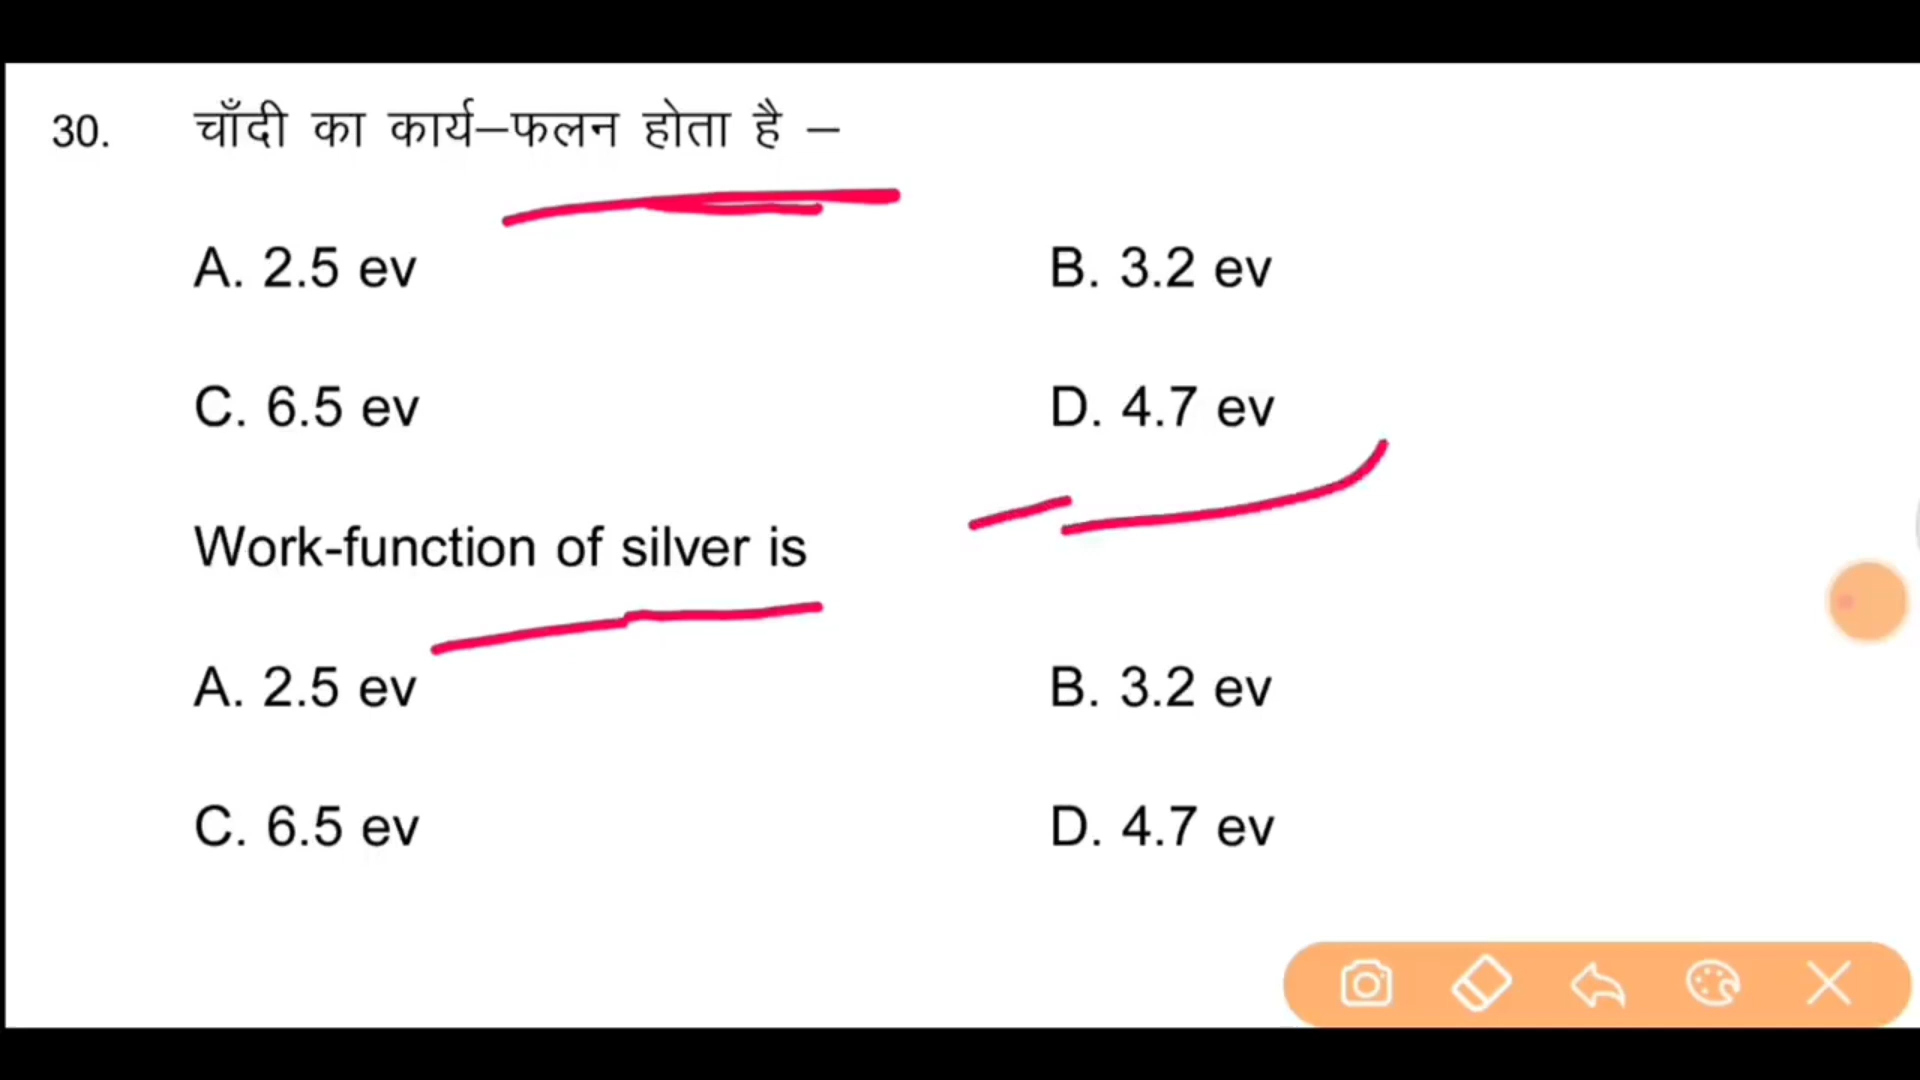 30. चाँदी का कार्य–फलन होता है –
A. 2.5 ev B. 3.2 ev
C. 6.5 ev D. 4.7 ev
Work-function of silver is
A. 2.5 ev B. 3.2 ev
C. 6.5 ev D. 4.7 ev